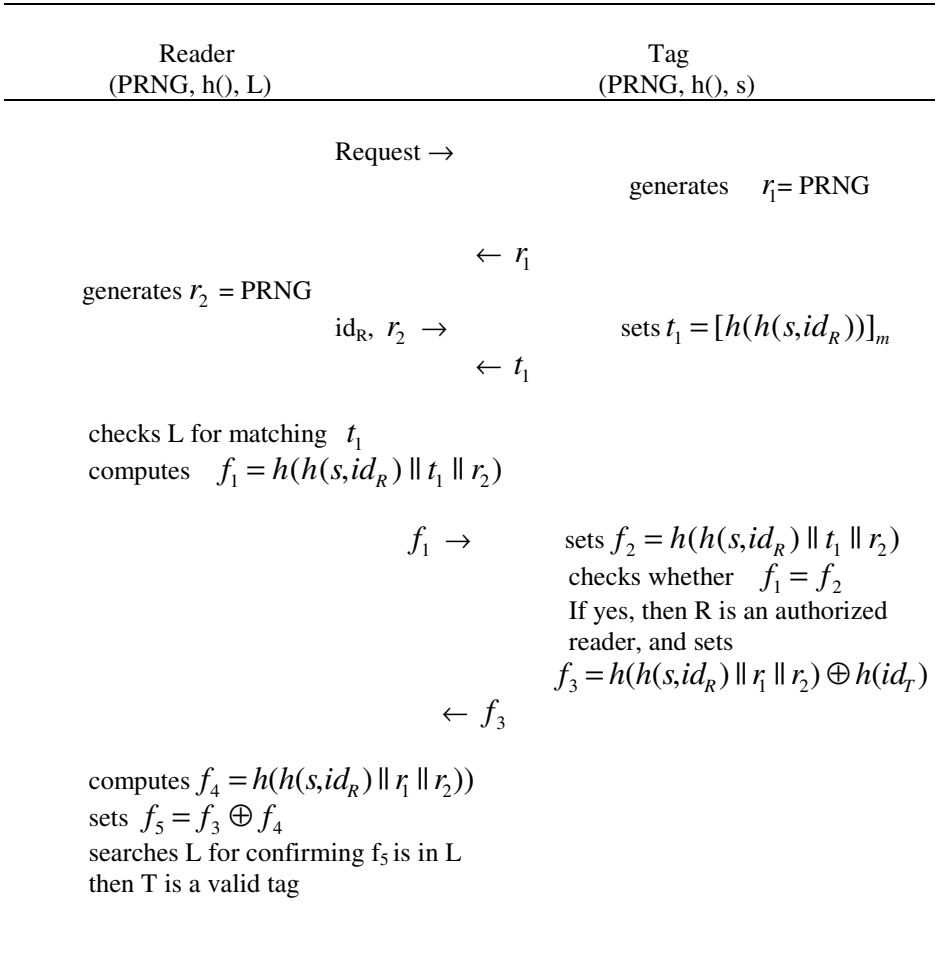 Reader Tag
(PRNG, h(), L) (PRNG, h(), s)
Request →
generates r₁= PRNG
← r₁
generates r₂ = PRNG
id_R, r₂ → sets t₁ = [h(h(s,id_R))]_m
← t₁
checks L for matching t₁
computes f₁ = h(h(s,id_R) || t₁ || r₂)
f₁ → sets f₂ = h(h(s,id_R) || t₁ || r₂)
checks whether f₁ = f₂
If yes, then R is an authorized
reader, and sets
f₃ = h(h(s,id_R) || r₁ || r₂) ⊕ h(id_T)
← f₃
computes f₄ = h(h(s,id_R) || r₁ || r₂))
sets f₅ = f₃ ⊕ f₄
searches L for confirming f₅ is in L
then T is a valid tag